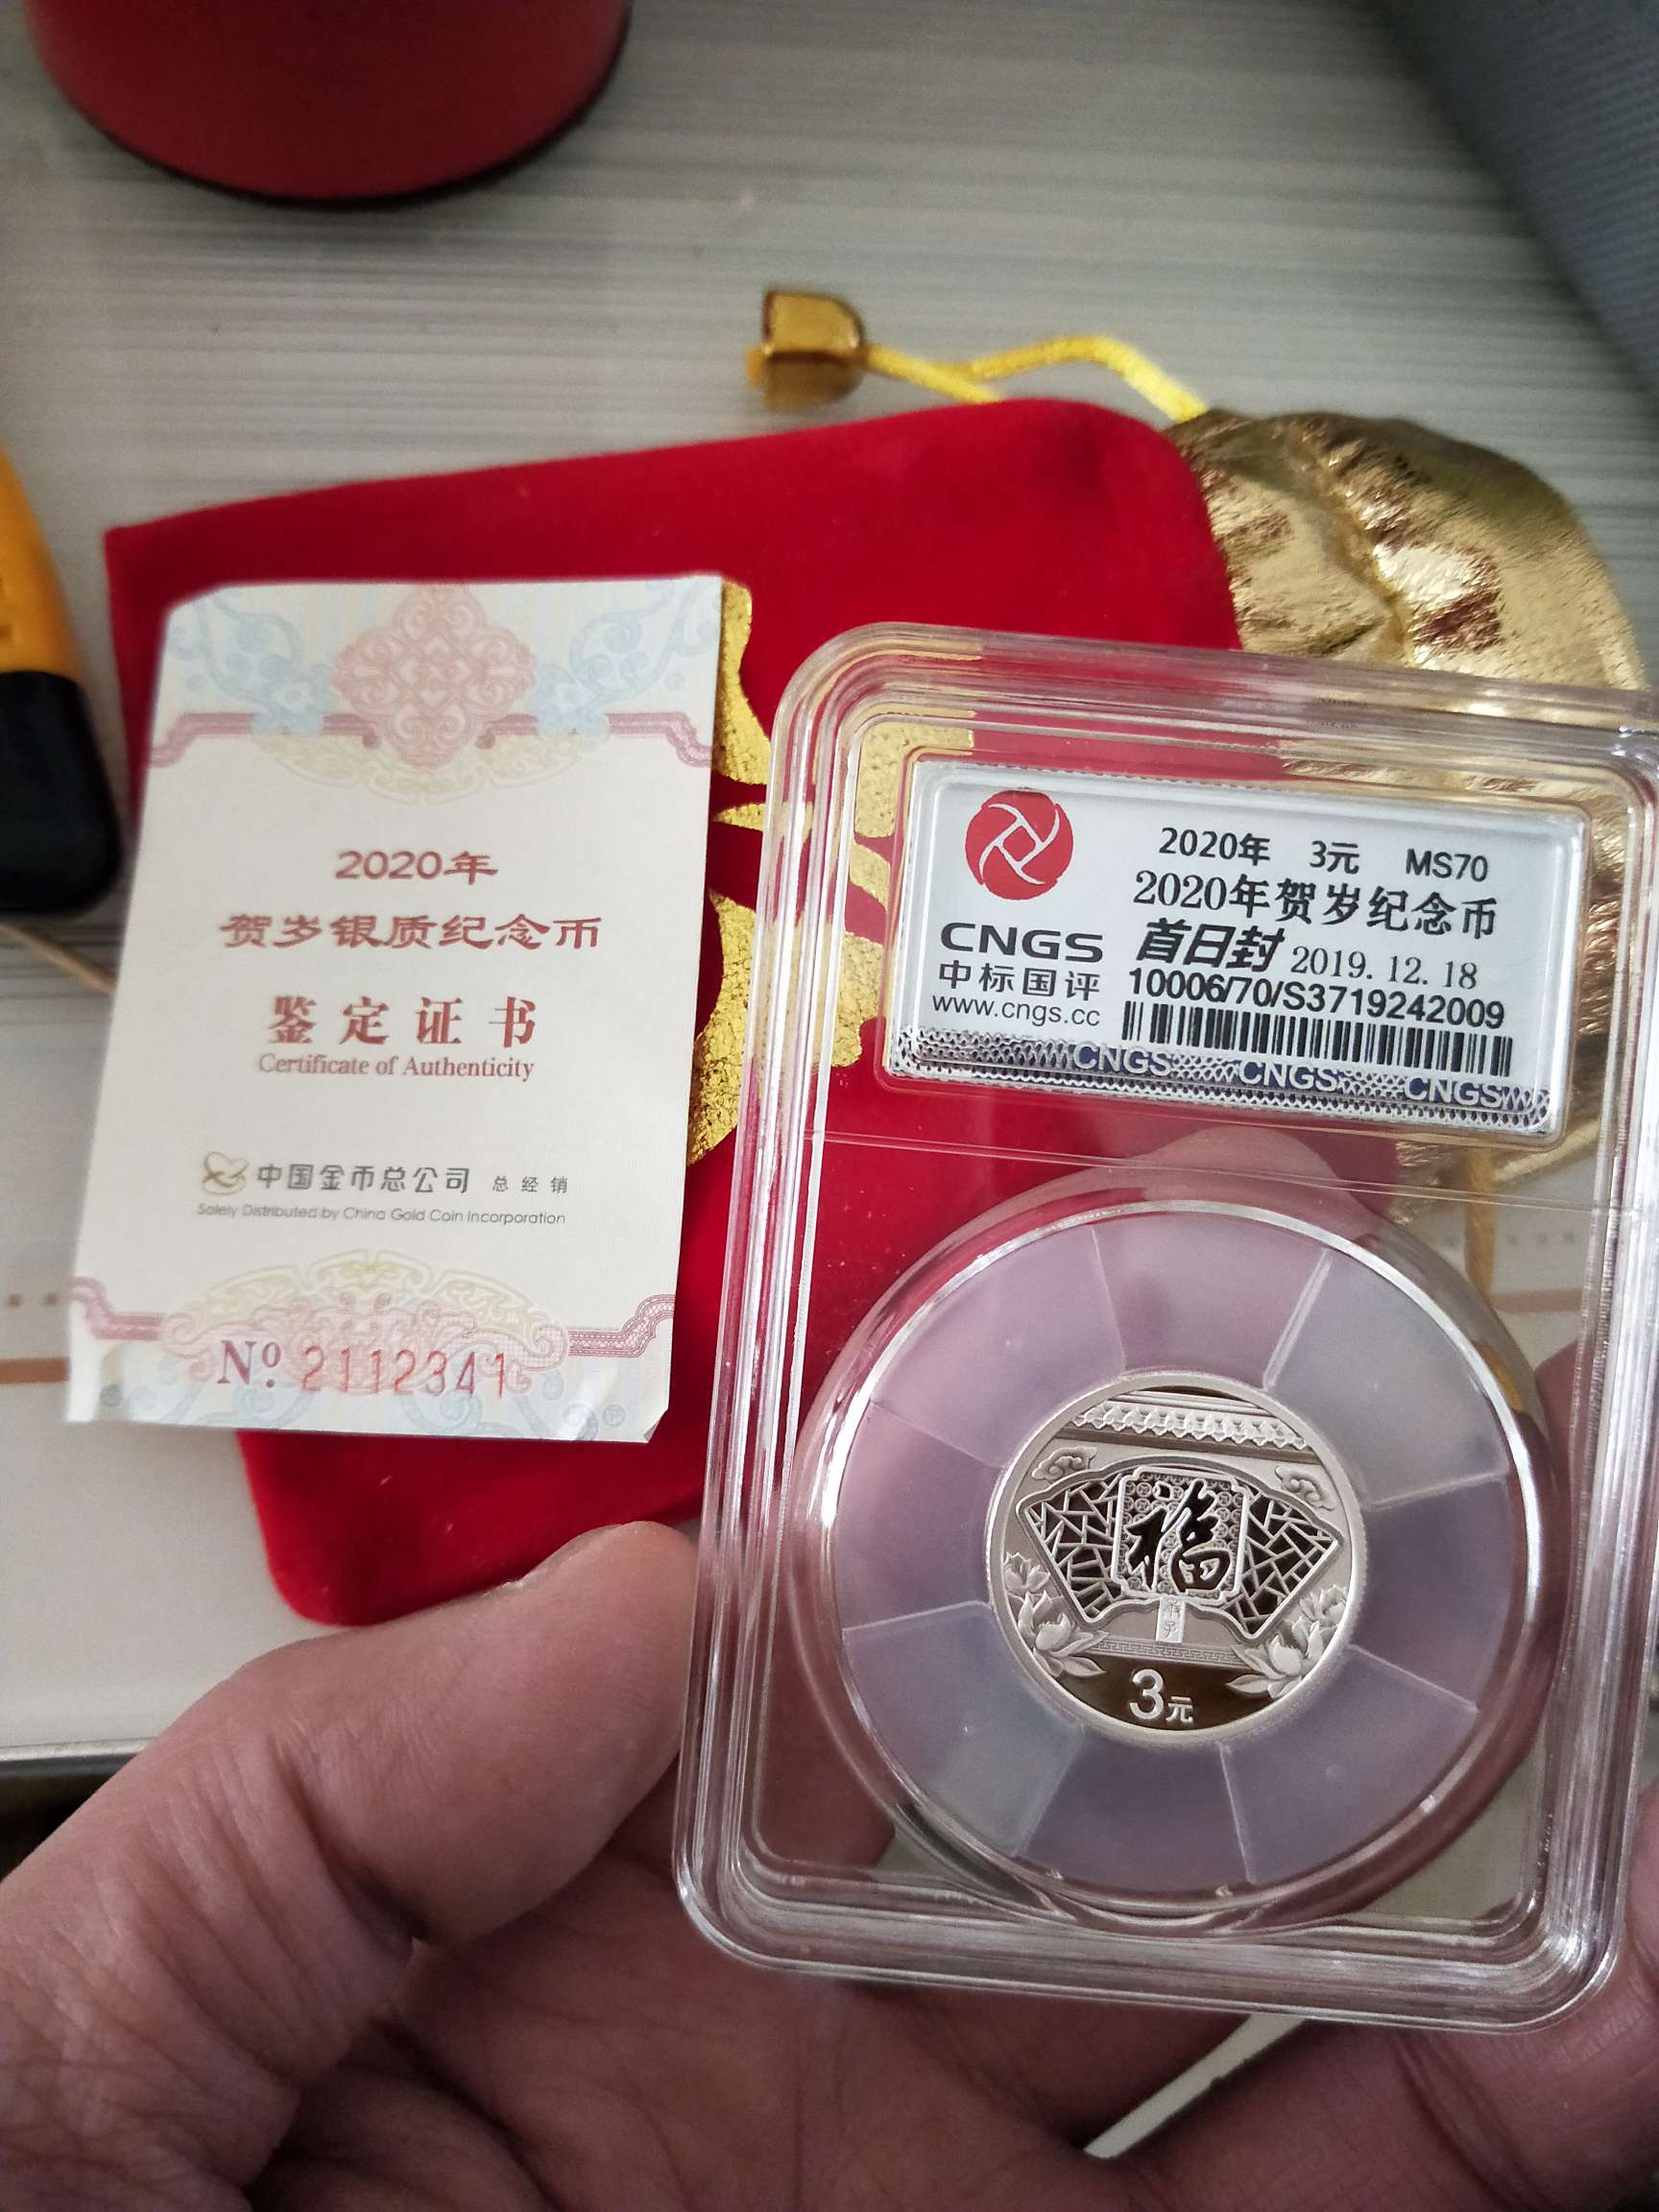 2020年
贺岁银质纪念币
鉴定证书
Certificate of Authenticity
中国金币总公司 总经销
Solely Distributed by China Gold Coin Incorporation
Nº 2112341
CNGS
中标国评
www.cngs.cc
2020年 3元 MS70
2020年贺岁纪念币
首日封 2019.12.18
10006/70/S3719242009
CNGS CNGS CNGS
福
3元